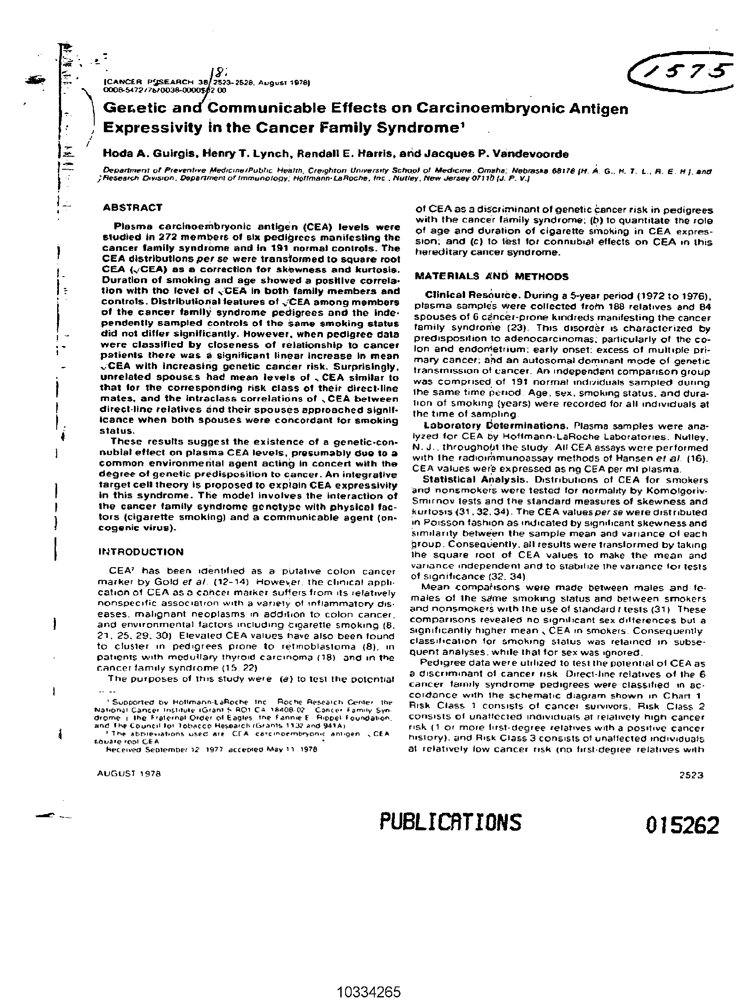 1575
18.
[CANCER RESEARCH 38, 2523-2528, August 1978]
0008-5472/78/0038-0000$02.00
Genetic and Communicable Effects on Carcinoembryonic Antigen
Expressivity in the Cancer Family Syndrome¹
Hoda A. Guirgis, Henry T. Lynch, Randall E. Harris, and Jacques P. Vandevoorde
Department of Preventive Medicine/Public Health, Creighton University School of Medicine, Omaha, Nebraska 68178 [H. A. G., H. T. L., R. E. H.], and
Research Division, Department of Immunology, Hoffmann-LaRoche, Inc., Nutley, New Jersey 07110 [J. P. V.]
ABSTRACT
Plasma carcinoembryonic antigen (CEA) levels were
studied in 272 members of six pedigrees manifesting the
cancer family syndrome and in 191 normal controls. The
CEA distributions per se were transformed to square root
CEA (√CEA) as a correction for skewness and kurtosis.
Duration of smoking and age showed a positive correla-
tion with the level of √CEA in both family members and
controls. Distributional features of √CEA among members
of the cancer family syndrome pedigrees and the inde-
pendently sampled controls of the same smoking status
did not differ significantly. However, when pedigree data
were classified by closeness of relationship to cancer
patients there was a significant linear increase in mean
√CEA with increasing genetic cancer risk. Surprisingly,
unrelated spouses had mean levels of √CEA similar to
that for the corresponding risk class of their direct-line
mates, and the intraclass correlations of √CEA between
direct-line relatives and their spouses approached signif-
icance when both spouses were concordant for smoking
status.
These results suggest the existence of a genetic-con-
nubial effect on plasma CEA levels, presumably due to a
common environmental agent acting in concert with the
degree of genetic predisposition to cancer. An integrative
target cell theory is proposed to explain CEA expressivity
in this syndrome. The model involves the interaction of
the cancer family syndrome genotype with physical fac-
tors (cigarette smoking) and a communicable agent (on-
cogenic virus).
INTRODUCTION
CEA² has been identified as a putative colon cancer
marker by Gold et al. (12-14). However, the clinical appli-
cation of CEA as a cancer marker suffers from its relatively
nonspecific association with a variety of inflammatory dis-
eases, malignant neoplasms in addition to colon cancer,
and environmental factors including cigarette smoking (8,
21, 25, 29, 30). Elevated CEA values have also been found
to cluster in pedigrees prone to retinoblastoma (8), in
patients with medullary thyroid carcinoma (18) and in the
cancer family syndrome (15, 22)
The purposes of this study were (a) to test the potential
¹ Supported by Hoffmann-LaRoche Inc., Roche Research Center, the
National Cancer Institute (Grant 5 RO1 CA 18408-02 Cancer Family Syn-
drome), the Fraternal Order of Eagles, the Fannie E. Rippel Foundation,
and The Council for Tobacco Research (Grants 1132 and 941A).
² The abbreviations used are CEA, carcinoembryonic antigen, √CEA,
square root CEA.
Received September 12, 1977, accepted May 11, 1978
of CEA as a discriminant of genetic cancer risk in pedigrees
with the cancer family syndrome; (b) to quantitate the role
of age and duration of cigarette smoking in CEA expres-
sion; and (c) to test for connubial effects on CEA in this
hereditary cancer syndrome.
MATERIALS AND METHODS
Clinical Resource. During a 5-year period (1972 to 1976),
plasma samples were collected from 188 relatives and 84
spouses of 6 cancer-prone kindreds manifesting the cancer
family syndrome (23). This disorder is characterized by
predisposition to adenocarcinomas, particularly of the co-
lon and endometrium; early onset; excess of multiple pri-
mary cancer; and an autosomal dominant mode of genetic
transmission of cancer. An independent comparison group
was comprised of 191 normal individuals sampled during
the same time period. Age, sex, smoking status, and dura-
tion of smoking (years) were recorded for all individuals at
the time of sampling
Laboratory Determinations. Plasma samples were ana-
lyzed for CEA by Hoffmann-LaRoche Laboratories, Nutley,
N. J., throughout the study. All CEA assays were performed
with the radioimmunoassay methods of Hansen et al. (16).
CEA values were expressed as ng CEA per ml plasma.
Statistical Analysis. Distributions of CEA for smokers
and nonsmokers were tested for normality by Komolgoriv-
Smirnov tests and the standard measures of skewness and
kurtosis (31, 32, 34). The CEA values per se were distributed
in Poisson fashion as indicated by significant skewness and
similarity between the sample mean and variance of each
group. Consequently, all results were transformed by taking
the square root of CEA values to make the mean and
variance independent and to stabilize the variance for tests
of significance (32, 34)
Mean comparisons were made between males and fe-
males of the same smoking status and between smokers
and nonsmokers with the use of standard t tests (31). These
comparisons revealed no significant sex differences but a
significantly higher mean √CEA in smokers. Consequently
classification for smoking status was retained in subse-
quent analyses, while that for sex was ignored.
Pedigree data were utilized to test the potential of CEA as
a discriminant of cancer risk. Direct-line relatives of the 6
cancer family syndrome pedigrees were classified in ac-
cordance with the schematic diagram shown in Chart 1
Risk Class 1 consists of cancer survivors, Risk Class 2
consists of unaffected individuals at relatively high cancer
risk (1 or more first-degree relatives with a positive cancer
history), and Risk Class 3 consists of unaffected individuals
at relatively low cancer risk (no first-degree relatives with
AUGUST 1978
2523
PUBLICATIONS
015262
10334265